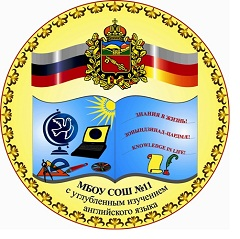 ЗНАНИЯ В ЖИЗНЬ!
KNOWLEDGE IN LIFE!
МБОУ СОШ №11
с углубленным изучением
английского языка